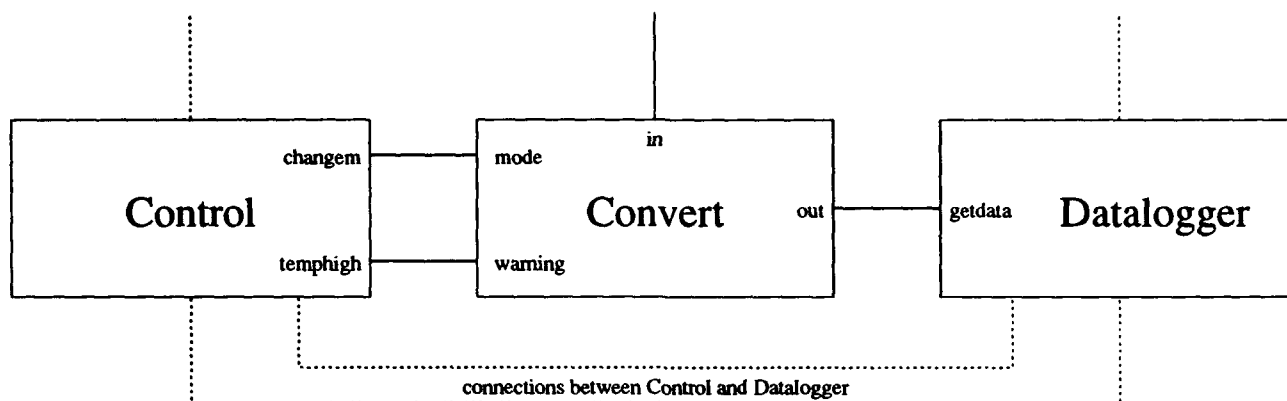 in
changem
mode
Control
Convert
out
getdata
Datalogger
temphigh
warning
connections between Control and Datalogger